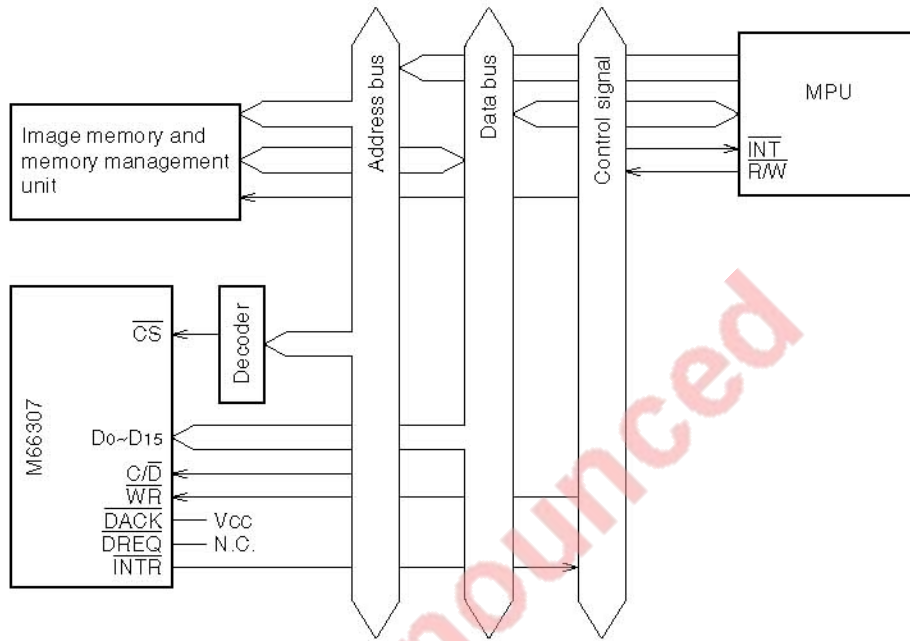 Address bus
Data bus
Control signal
MPU
INT
R/W
Image memory and
memory management
unit
M66307
CS
Decoder
D0~D15
C/D
WR
DACK
VCC
DREQ
N.C.
INTR
nounced